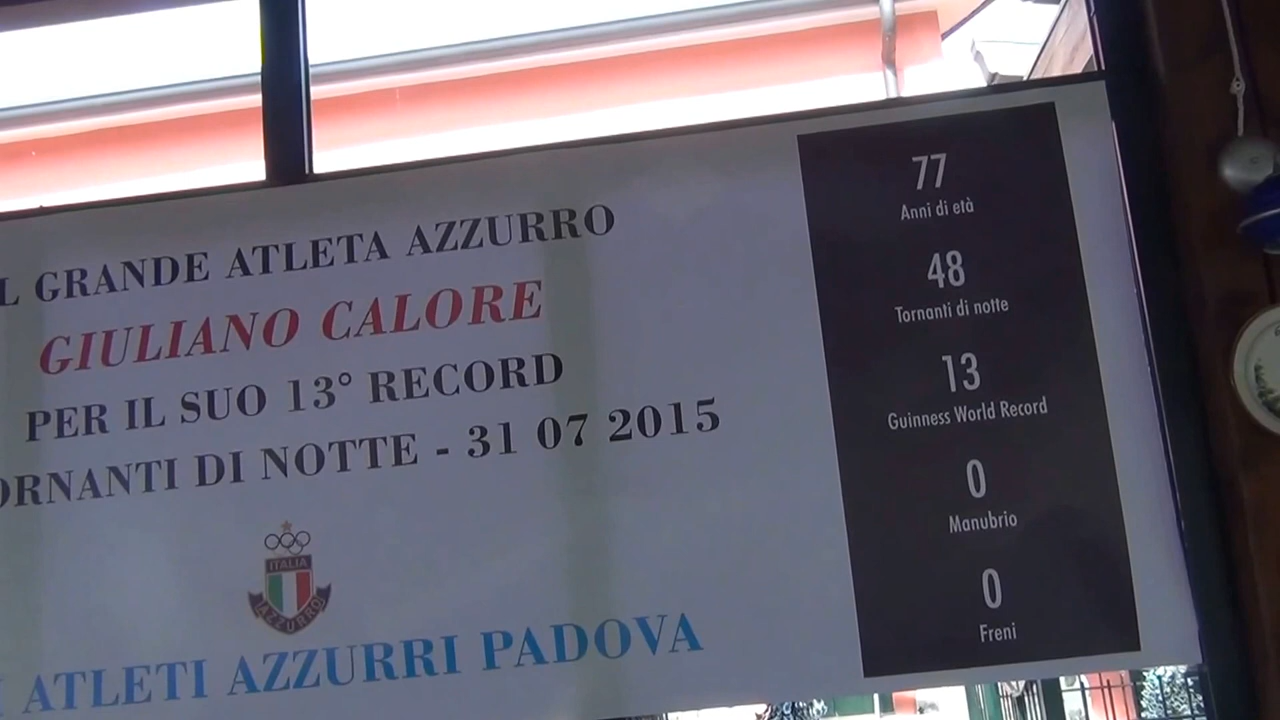 GRANDE ATLETA AZZURRO
GIULIANO CALORE
PER IL SUO 13° RECORD
DI NOTTE - 31 07 2015
ITALIA
AZZURRO
ATLETI AZZURRI PADOVA
77
Anni di età
48
Tornanti di notte
13
Guinness World Record
0
Manubrio
0
Freni